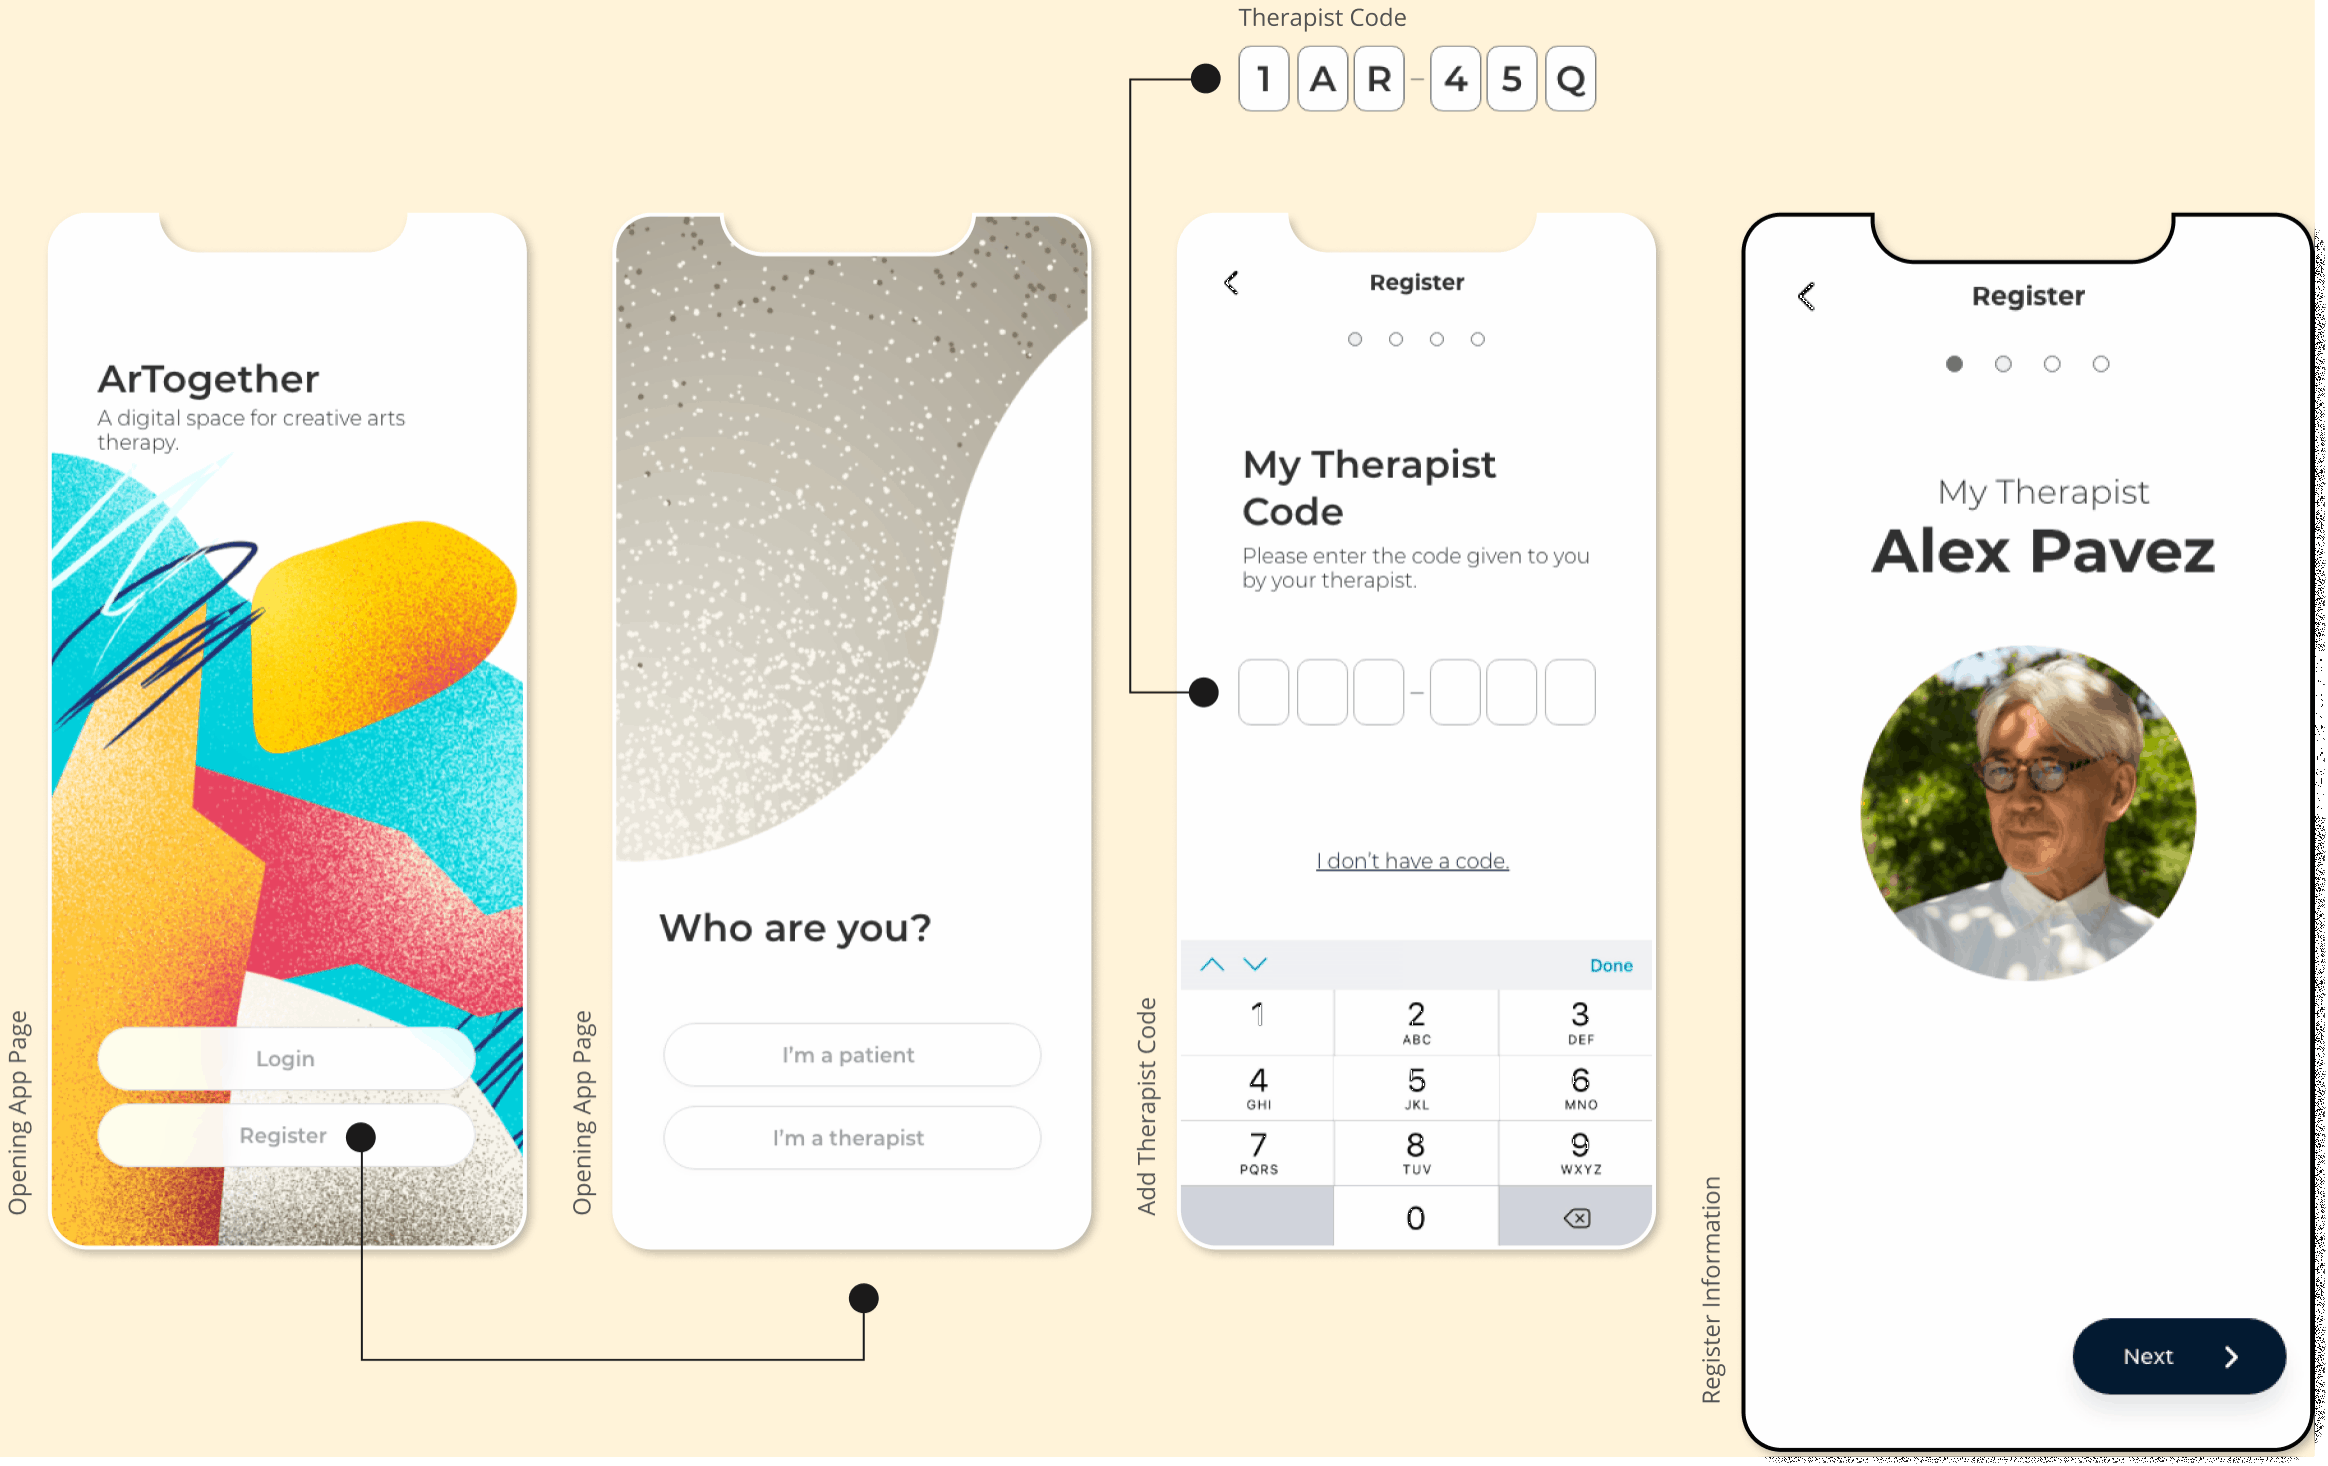 Therapist Code
1 A R - 4 5 Q
ArTogether
A digital space for creative arts
therapy.
Login
Register
Opening App Page
Who are you?
I'm a patient
I'm a therapist
Opening App Page
Register
My Therapist
Code
Please enter the code given to you
by your therapist.
-
I don't have a code.
Done
1
2
ABC
3
DEF
4
GHI
5
JKL
6
MNO
7
PQRS
8
TUV
9
WXYZ
0
Add Therapist Code
Register
My Therapist
Alex Pavez
Next
Register Information